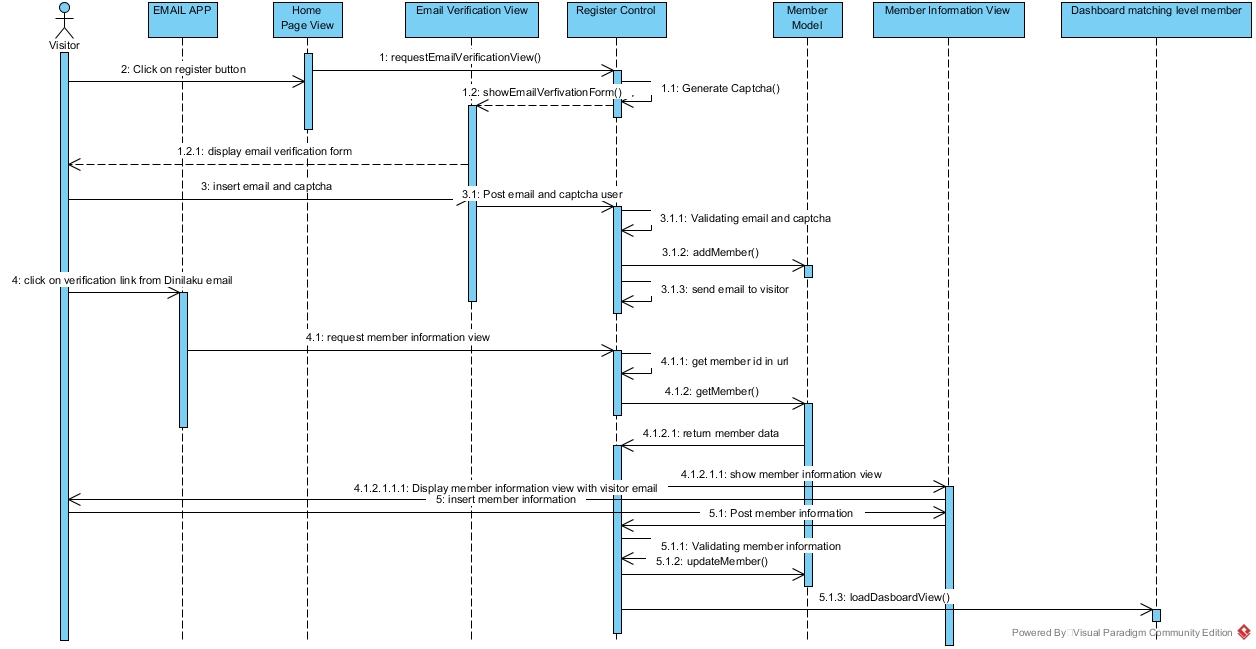 Visitor
EMAIL APP
Home
Page View
Email Verification View
Register Control
Member
Model
Member Information View
Dashboard matching level member
1: requestEmailVerificationView()
2: Click on register button
1.1: Generate Captcha()
1.2: showEmailVerfivationForm()
1.2.1: display email verification form
3: insert email and captcha
3.1: Post email and captcha user
3.1.1: Validating email and captcha
3.1.2: addMember()
4: click on verification link from Dinilaku email
3.1.3: send email to visitor
4.1: request member information view
4.1.1: get member id in url
4.1.2: getMember()
4.1.2.1: return member data
4.1.2.1.1: show member information view
4.1.2.1.1.1: Display member information view with visitor email
5: insert member information
5.1: Post member information
5.1.1: Validating member information
5.1.2: updateMember()
5.1.3: loadDasboardView()
Powered By Visual Paradigm Community Edition